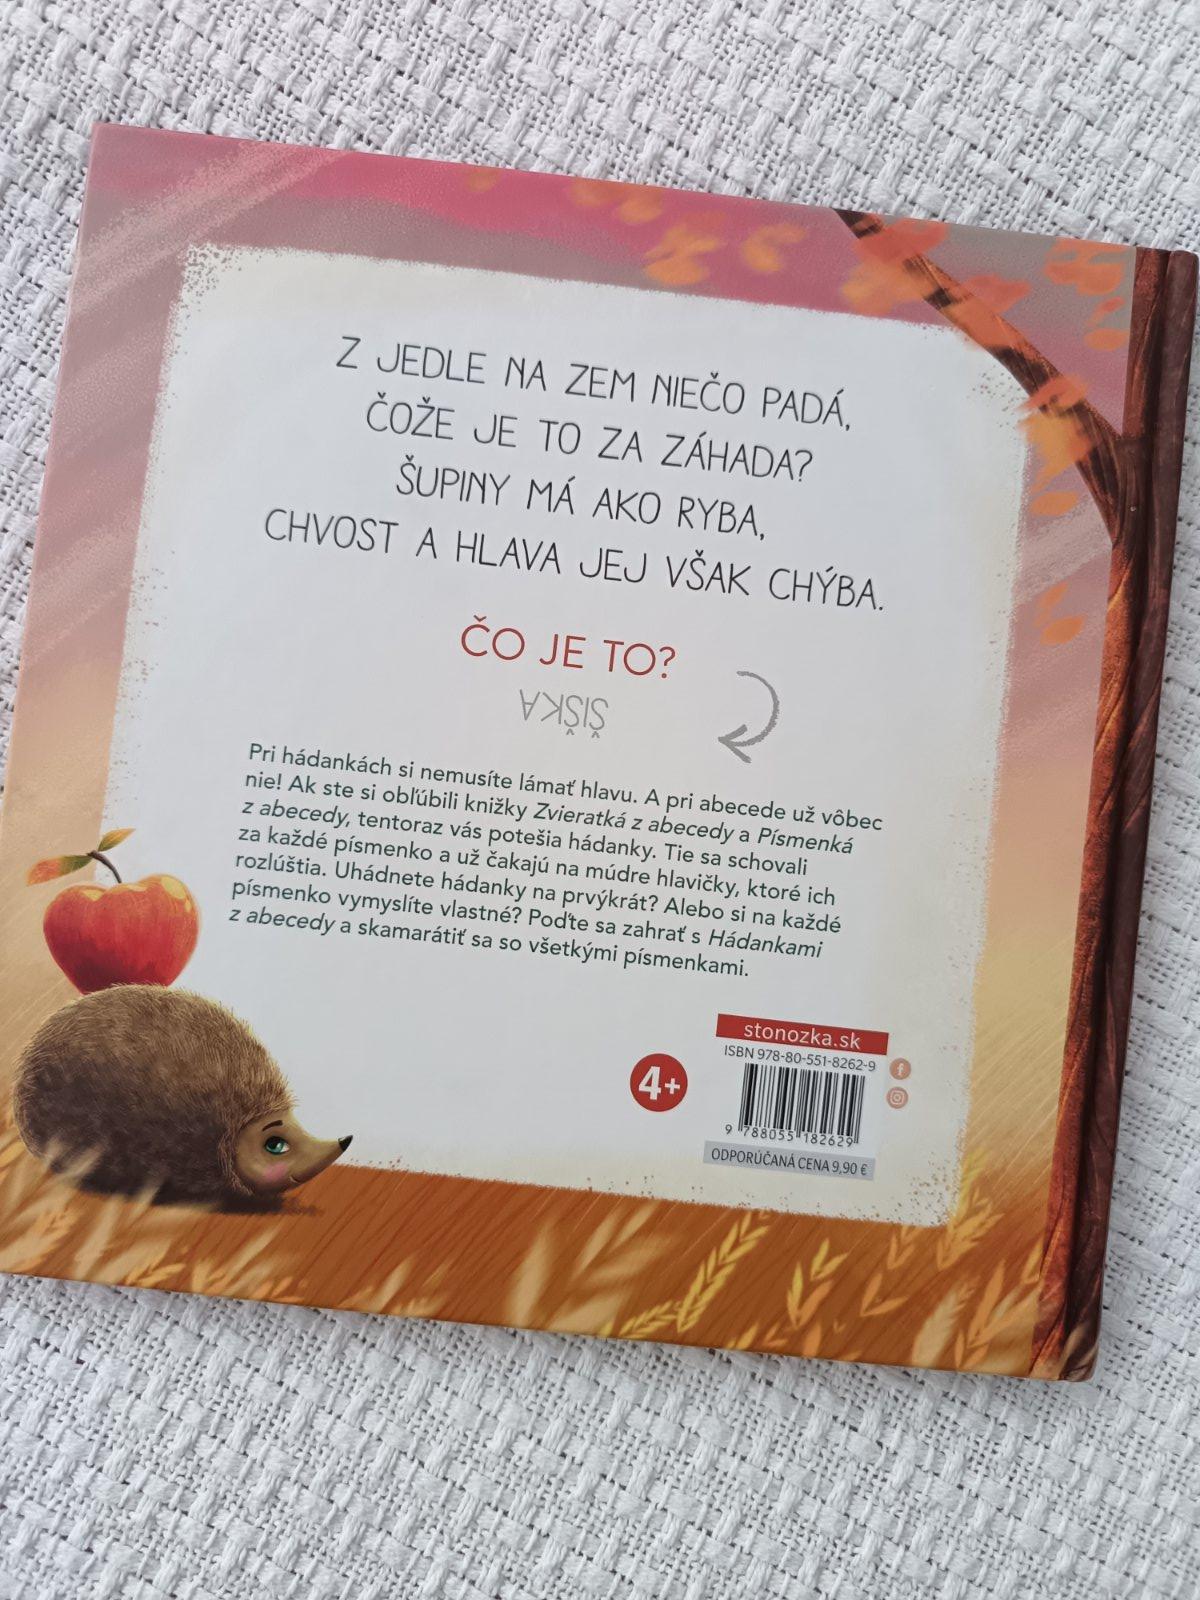 Z JEDLE NA ZEM NIEČO PADÁ,
ČOŽE JE TO ZA ZÁHADA?
ŠUPINY MÁ AKO RYBA,
CHVOST A HLAVA JEJ VŠAK CHÝBA.
ČO JE TO?
ŠIŠKA
Pri hádankách si nemusíte lámať hlavu. A pri abecede už vôbec
nie! Ak ste si obľúbili knižky Zvieratká z abecedy a Písmenká
z abecedy, tentoraz vás potešia hádanky. Tie sa schovali
za každé písmenko a už čakajú na múdre hlavičky, ktoré ich
rozlúštia. Uhádnete hádanky na prvýkrát? Alebo si na každé
písmenko vymyslíte vlastné? Poďte sa zahrať s Hádankami
z abecedy a skamarátiť sa so všetkými písmenkami.
stonozka.sk
ISBN 978-80-551-8262-9
4+
9 788055 182629
ODPORÚČANÁ CENA 9,90 €